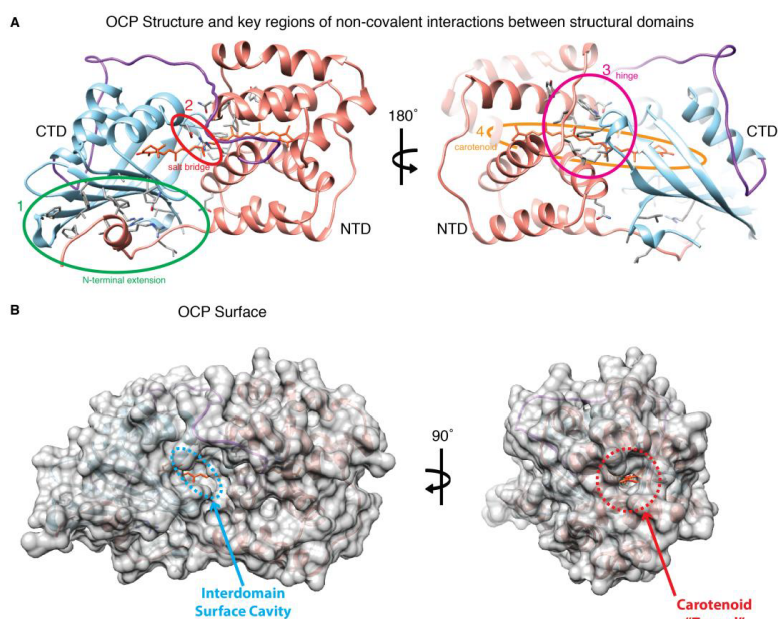 A
OCP Structure and key regions of non-covalent interactions between structural domains
CTD
2
salt bridge
1
N-terminal extension
NTD
180°
3
hinge
4
carotenoid
CTD
NTD
B
OCP Surface
Interdomain
Surface Cavity
90°
Carotenoid